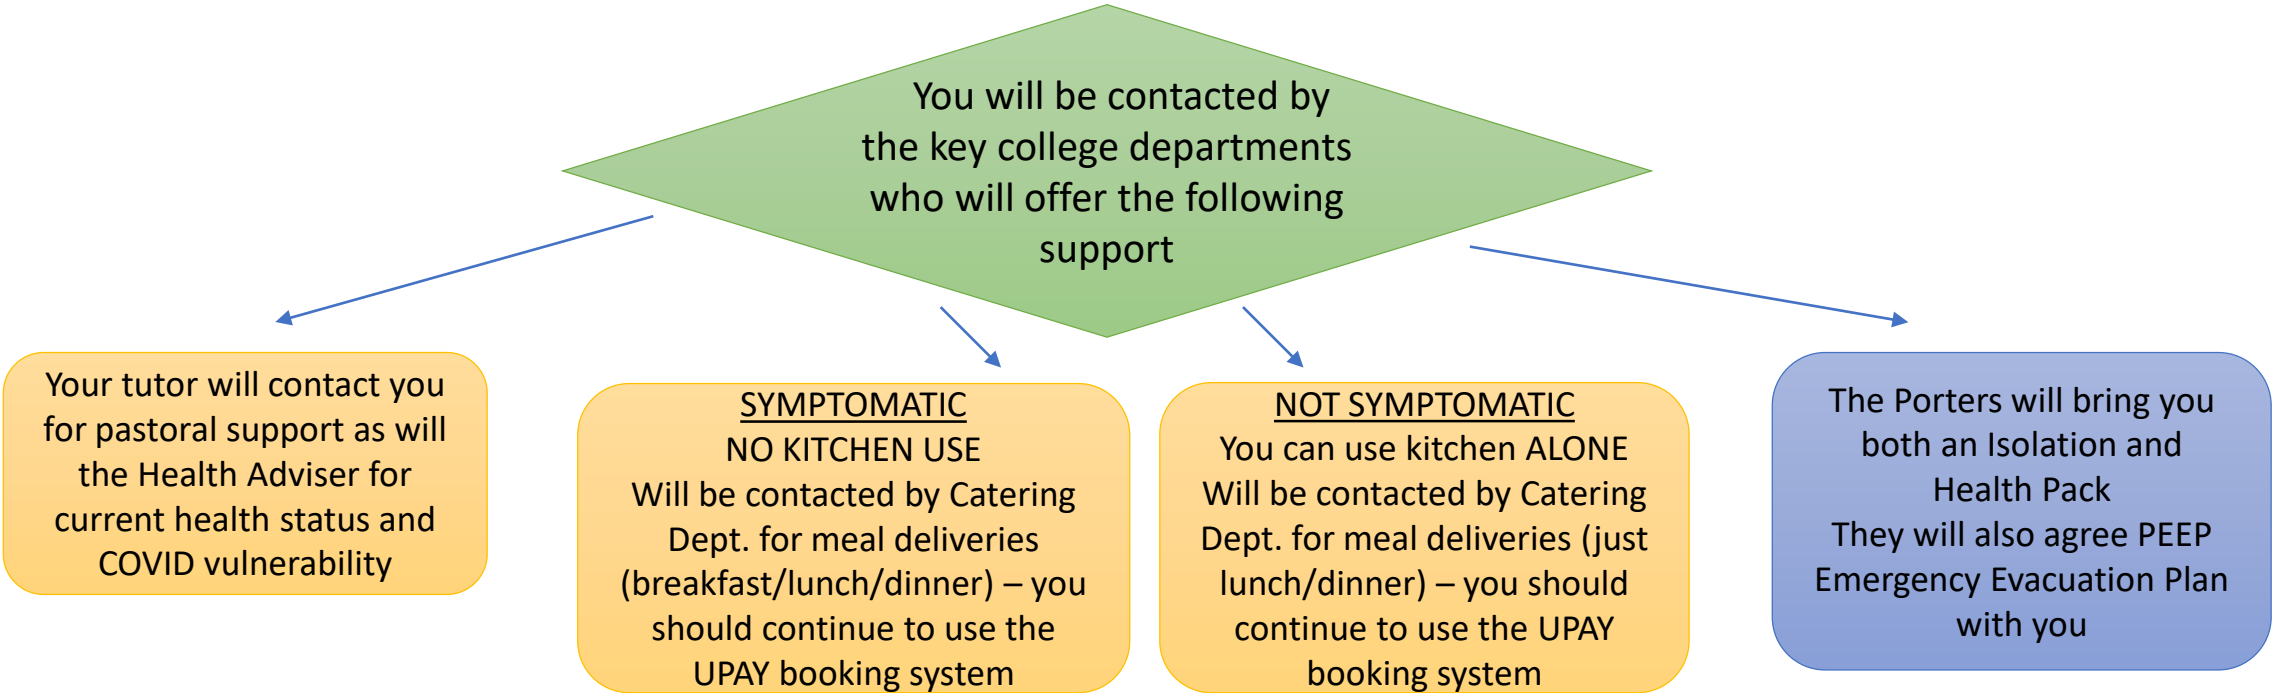 You will be contacted by
the key college departments
who will offer the following
support
Your tutor will contact you
for pastoral support as will
the Health Adviser for
current health status and
COVID vulnerability
SYMPTOMATIC
NO KITCHEN USE
Will be contacted by Catering
Dept. for meal deliveries
(breakfast/lunch/dinner) – you
should continue to use the
UPAY booking system
NOT SYMPTOMATIC
You can use kitchen ALONE
Will be contacted by Catering
Dept. for meal deliveries (just
lunch/dinner) – you should
continue to use the UPAY
booking system
The Porters will bring you
both an Isolation and
Health Pack
They will also agree PEEP
Emergency Evacuation Plan
with you